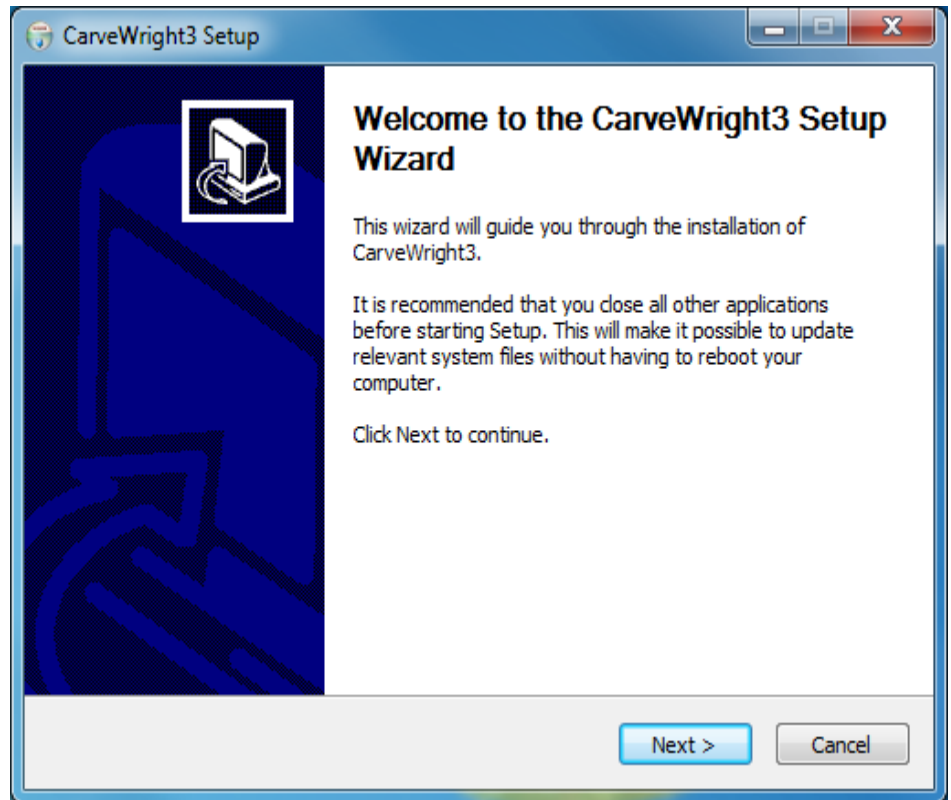 CarveWright3 Setup
Welcome to the CarveWright3 Setup
Wizard
This wizard will guide you through the installation of
CarveWright3.
It is recommended that you close all other applications
before starting Setup. This will make it possible to update
relevant system files without having to reboot your
computer.
Click Next to continue.
Next >
Cancel